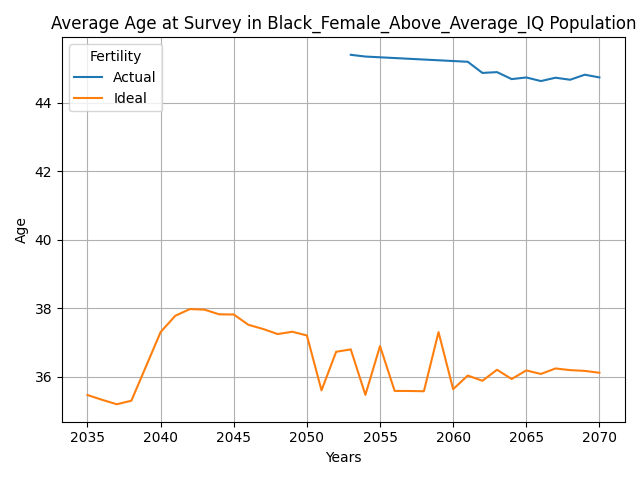 Average Age at Survey in Black_Female_Above_Average_IQ Population
Fertility
Actual
Ideal
44
42
40
38
36
Age
2035 2040 2045 2050 2055 2060 2065 2070
Years